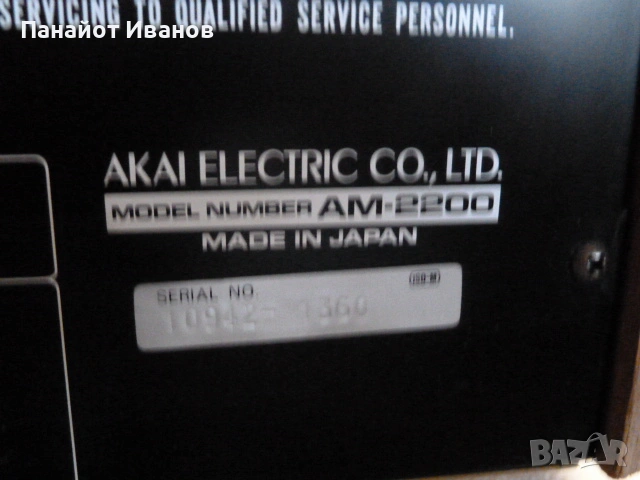 SERVICING TO QUALIFIED SERVICE PERSONNEL.
Панайот Иванов
AKAI ELECTRIC CO., LTD.
MODEL NUMBER AM-2200
MADE IN JAPAN
SERIAL NO.
BAZAR